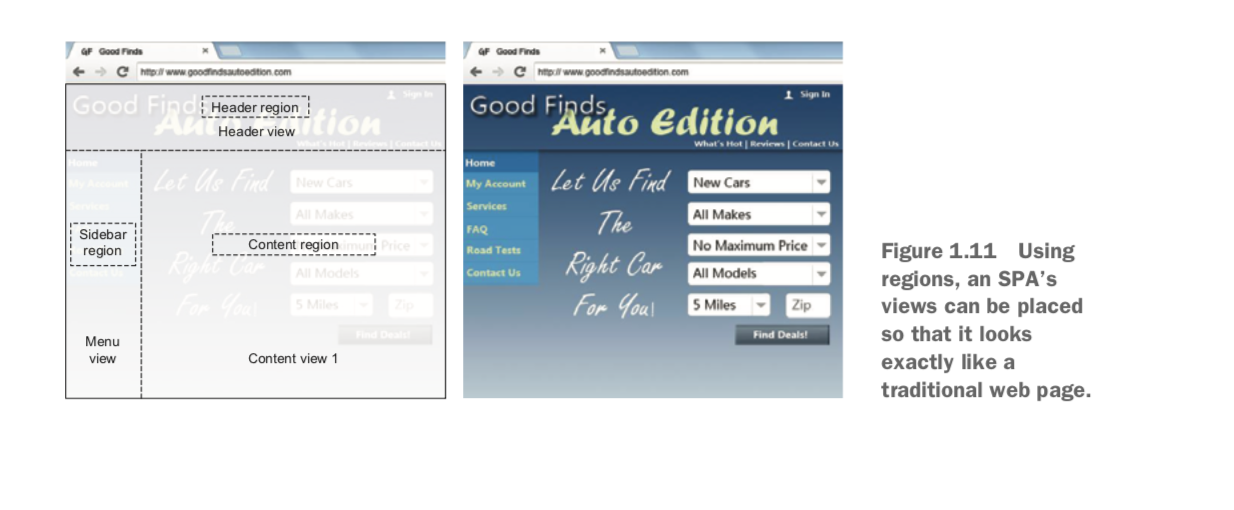 GF Good Finds
http://www.goodfindsautoedition.com
Good Finds
Auto Edition
Sign In
Header region
Header view
What's Hot | Reviews | Contact Us
Home
My Account
Services
Contact Us
Sidebar
region
Menu
view
Let Us Find
The
Right Car
For You!
New Cars
All Makes
Maximum Price
Content region
All Models
5 Miles
Zip
Find Deals!
Content view 1
GF Good Finds
http://www.goodfindsautoedition.com
Good Finds
Auto Edition
Sign In
What's Hot | Reviews | Contact Us
Home
My Account
Services
FAQ
Road Tests
Contact Us
Let Us Find
The
Right Car
For You!
New Cars
All Makes
No Maximum Price
All Models
5 Miles
Zip
Find Deals!
Figure 1.11 Using
regions, an SPA's
views can be placed
so that it looks
exactly like a
traditional web page.